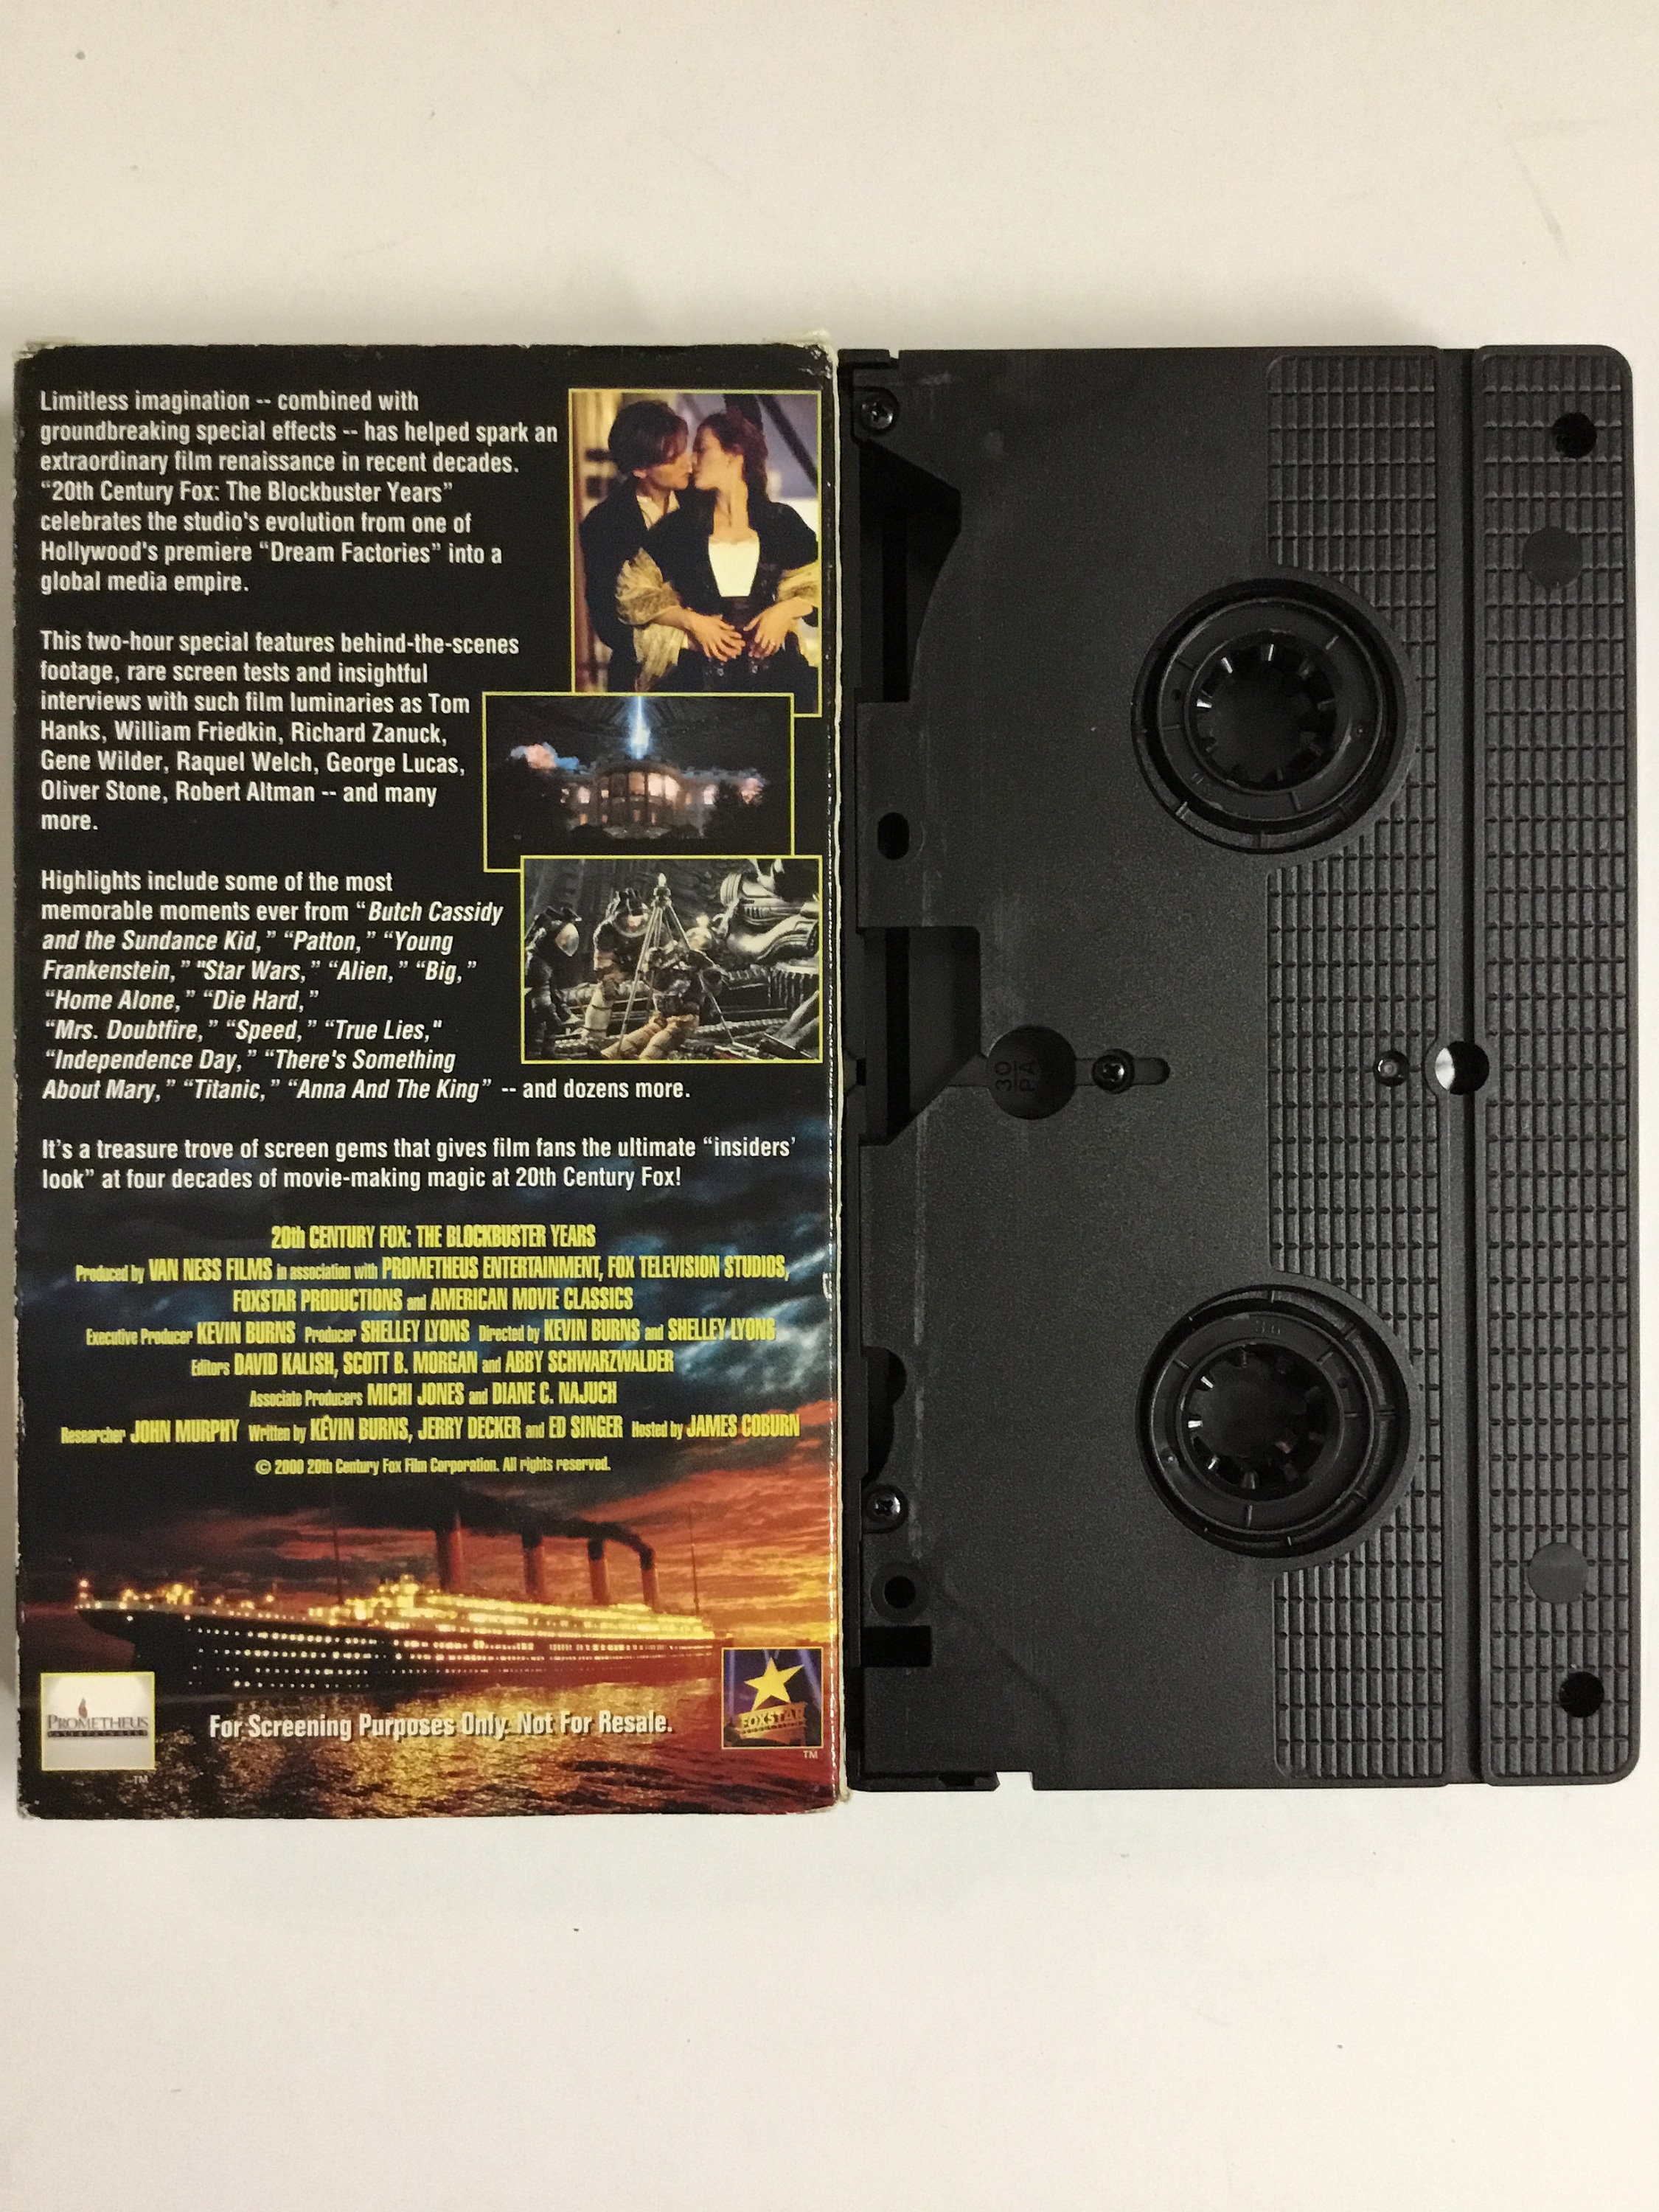 Limitless imagination -- combined with
groundbreaking special effects -- has helped spark an
extraordinary film renaissance in recent decades.
“20th Century Fox: The Blockbuster Years”
celebrates the studio's evolution from one of
Hollywood's premiere “Dream Factories” into a
global media empire.
This two-hour special features behind-the-scenes
footage, rare screen tests and insightful
interviews with such film luminaries as Tom
Hanks, William Friedkin, Richard Zanuck,
Gene Wilder, Raquel Welch, George Lucas,
Oliver Stone, Robert Altman -- and many
more.
Highlights include some of the most
memorable moments ever from “Butch Cassidy
and the Sundance Kid,” “Patton,” “Young
Frankenstein,” "Star Wars,” “Alien,” “Big,”
“Home Alone,” “Die Hard,”
“Mrs. Doubtfire,” “Speed,” “True Lies,"
“Independence Day,” “There's Something
About Mary,” “Titanic,” “Anna And The King” -- and dozens more.
It's a treasure trove of screen gems that gives film fans the ultimate “insiders'
look” at four decades of movie-making magic at 20th Century Fox!
20th CENTURY FOX: THE BLOCKBUSTER YEARS
Produced by VAN NESS FILMS in association with PROMETHEUS ENTERTAINMENT, FOX TELEVISION STUDIOS,
FOXSTAR PRODUCTIONS and AMERICAN MOVIE CLASSICS
Executive Producer KEVIN BURNS Producer SHELLEY LYONS Directed by KEVIN BURNS and SHELLEY LYONS
Editors DAVID KALISH, SCOTT B. MORGAN and ABBY SCHWARZWALDER
Associate Producers MICHI JONES and DIANE C. NAJUCH
Researcher JOHN MURPHY Written by KEVIN BURNS, JERRY DECKER and ED SINGER Hosted by JAMES COBURN
© 2000 20th Century Fox Film Corporation. All rights reserved.
PROMETHEUS
ENTERTAINMENT
TM
For Screening Purposes Only. Not For Resale.
FOXSTAR
TM
30
PA